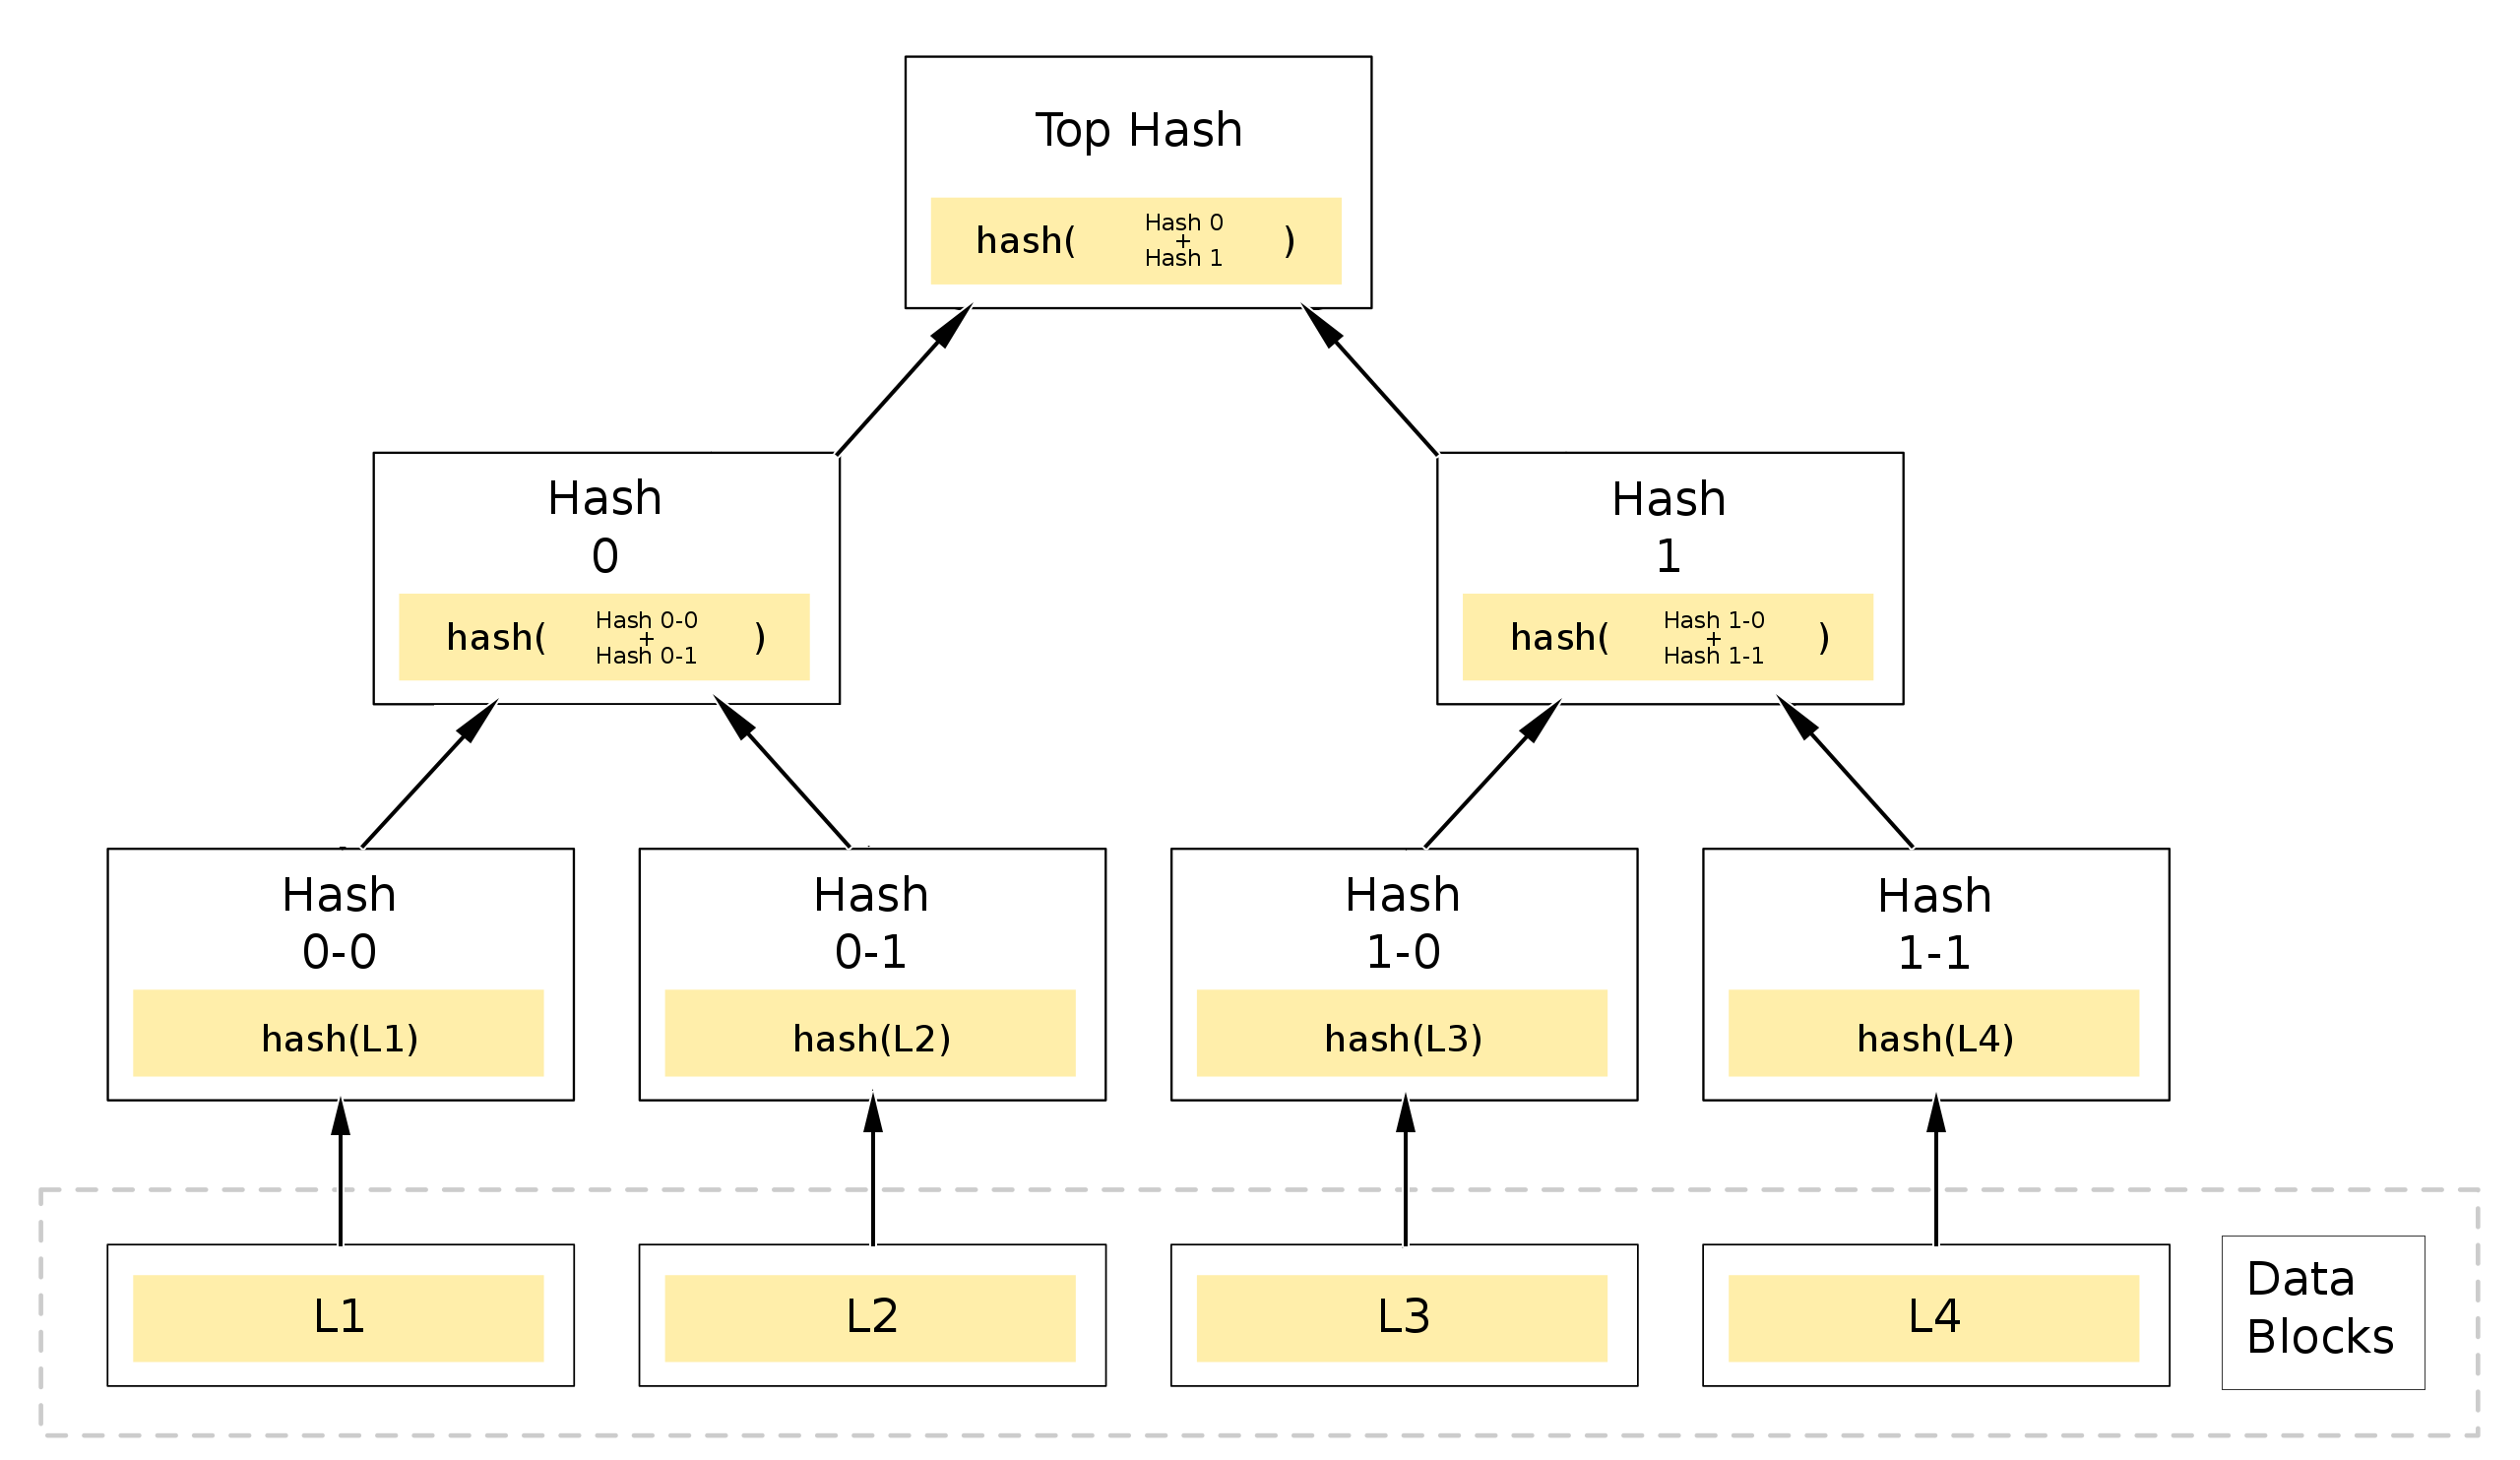 Top Hash
hash( Hash 0 + Hash 1 )
Hash
0
hash( Hash 0-0 + Hash 0-1 )
Hash
1
hash( Hash 1-0 + Hash 1-1 )
Hash
0-0
hash(L1)
Hash
0-1
hash(L2)
Hash
1-0
hash(L3)
Hash
1-1
hash(L4)
L1
L2
L3
L4
Data
Blocks